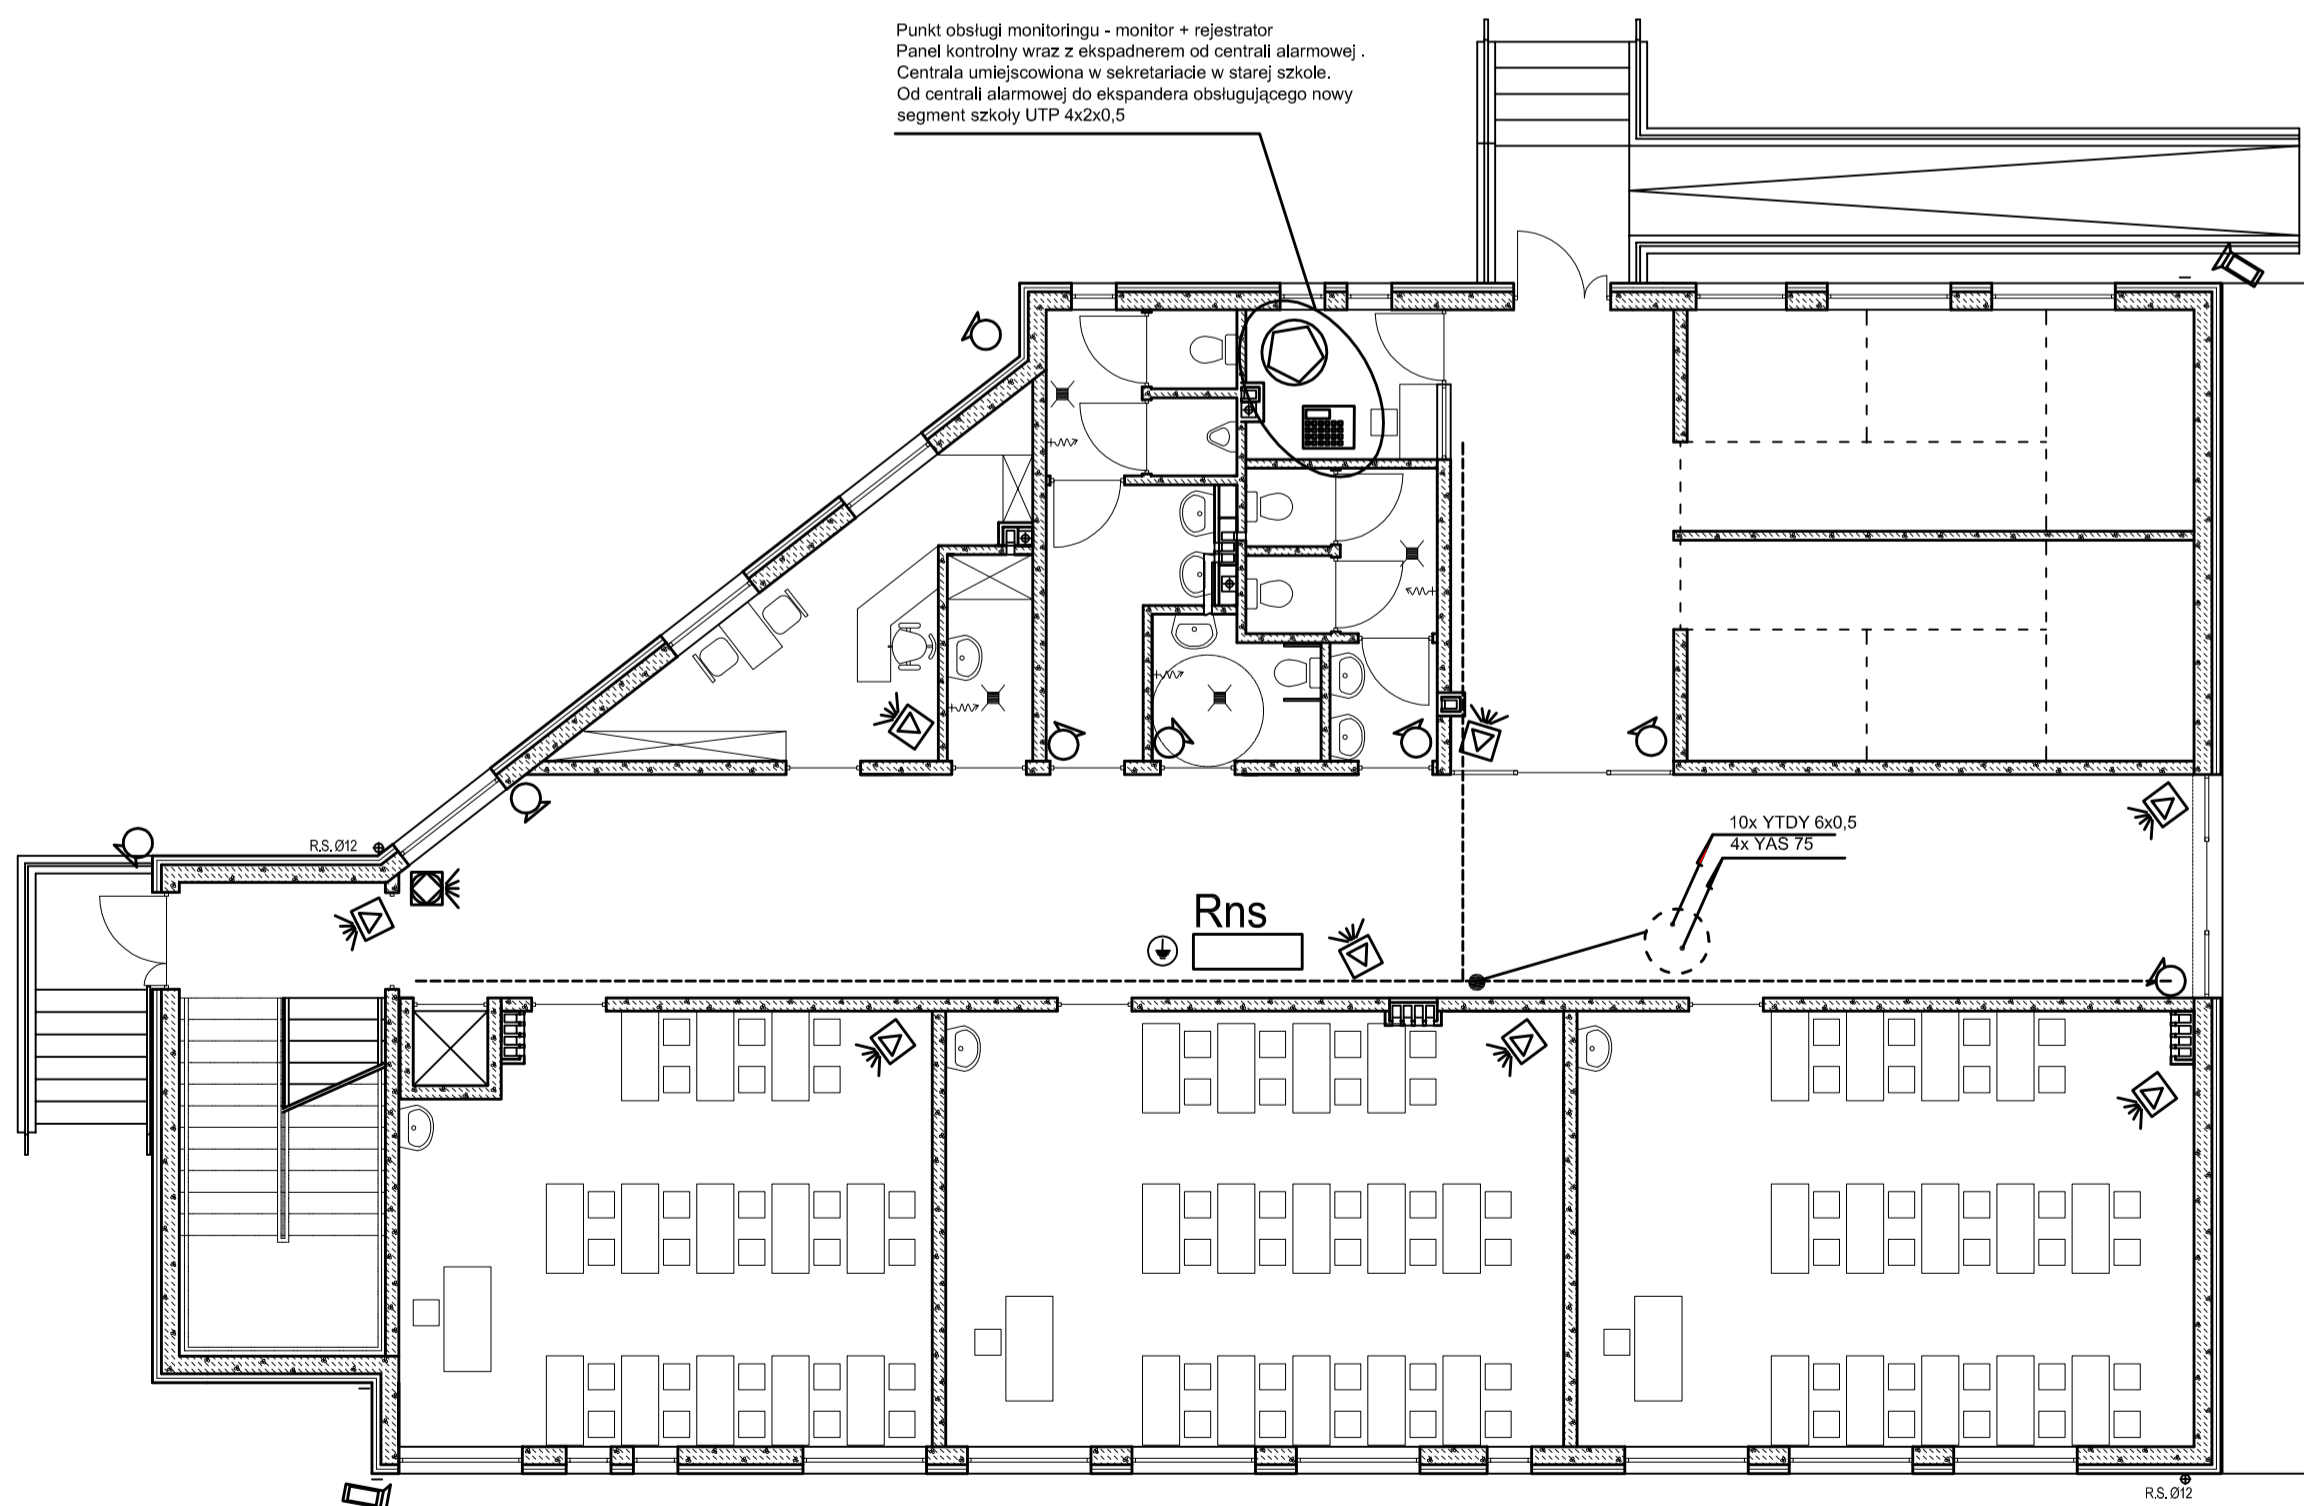 Punkt obsługi monitoringu - monitor + rejestrator
Panel kontrolny wraz z ekspadnerem od centrali alarmowej .
Centrala umiejscowiona w sekretariacie w starej szkole.
Od centrali alarmowej do ekspandera obsługującego nowy
segment szkoły UTP 4x2x0,5
10x YTDY 6x0,5
4x YAS 75
R.S. Ø12
Rns
R.S. Ø12